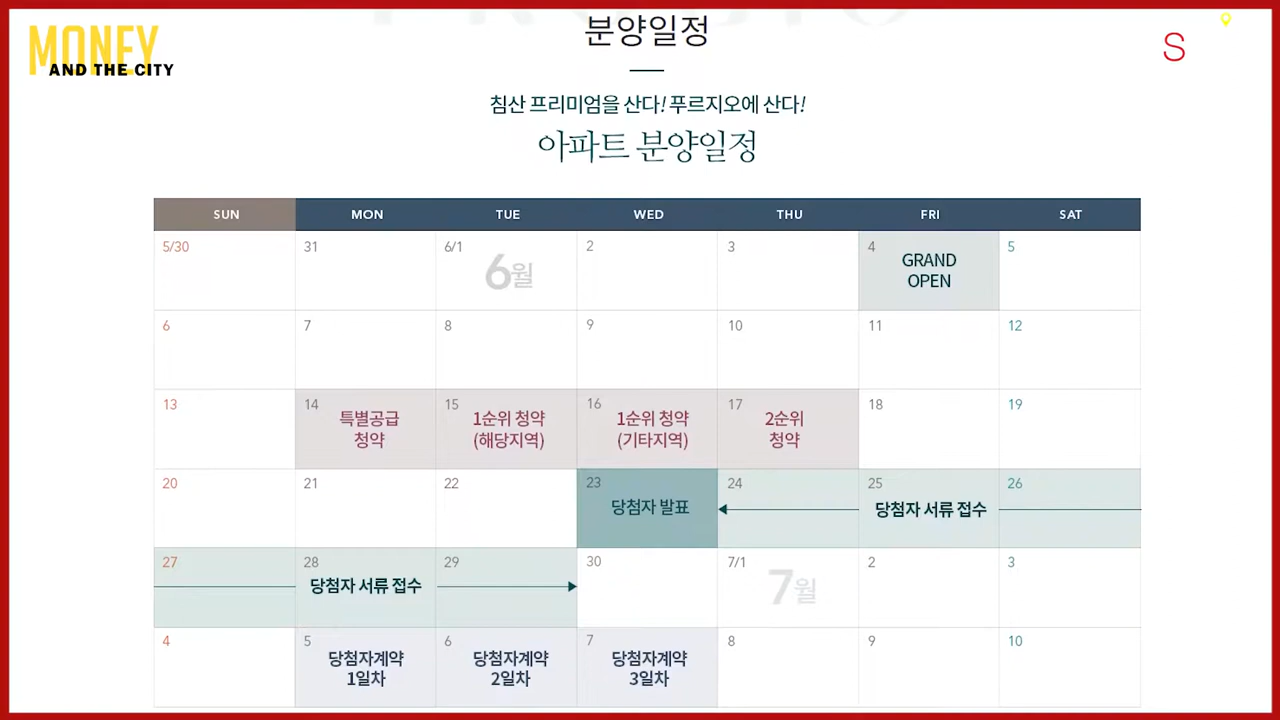 MONEY
AND THE CITY
S
분양일정
침산 프리미엄을 산다! 푸르지오에 산다!
아파트 분양일정
SUN MON TUE WED THU FRI SAT
5/30 31 6/1 2 3 4 5
6월
GRAND
OPEN
6 7 8 9 10 11 12
13 14 15 16 17 18 19
특별공급 1순위 청약 1순위 청약 2순위
청약 (해당지역) (기타지역) 청약
20 21 22 23 24 25 26
당첨자 발표 당첨자 서류 접수
27 28 29 30 7/1 2 3
당첨자 서류 접수 7월
4 5 6 7 8 9 10
당첨자계약 당첨자계약 당첨자계약
1일차 2일차 3일차